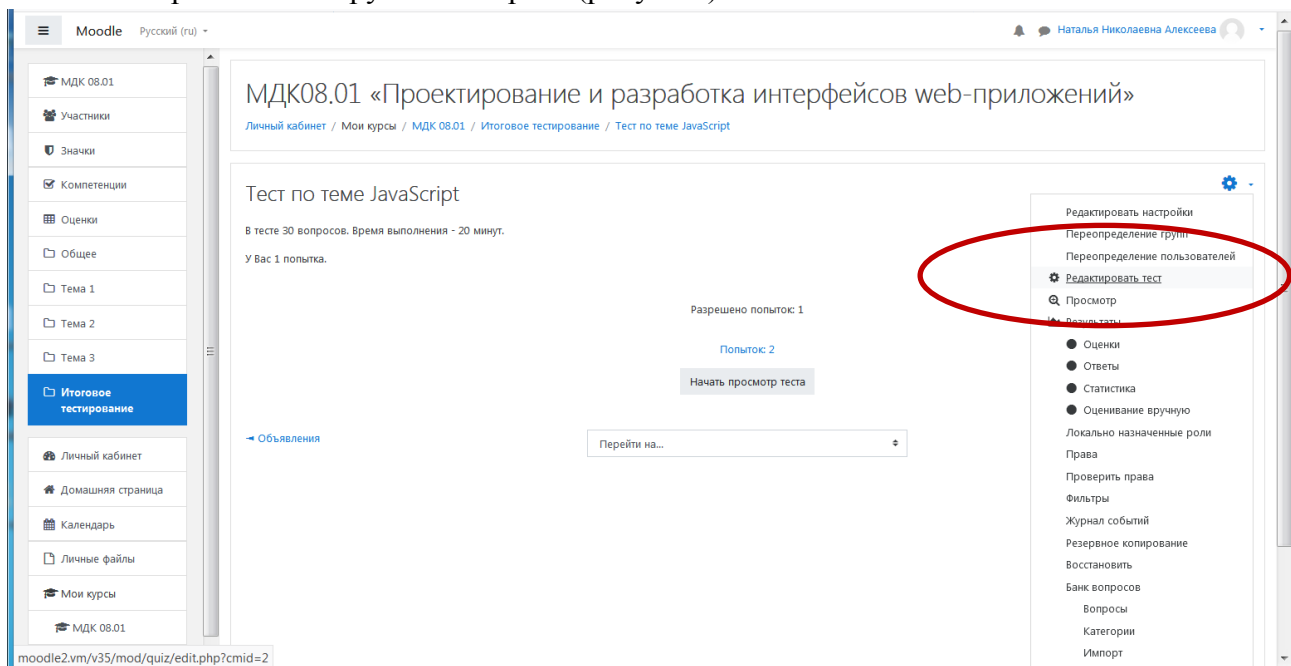 Moodle Русский (ru)
Наталья Николаевна Алексеева
МДК 08.01
Участники
Значки
Компетенции
Оценки
Общее
Тема 1
Тема 2
Тема 3
Итоговое
тестирование
Личный кабинет
Домашняя страница
Календарь
Личные файлы
Мои курсы
МДК 08.01
МДК08.01 «Проектирование и разработка интерфейсов web-приложений»
Личный кабинет / Мои курсы / МДК 08.01 / Итоговое тестирование / Тест по теме JavaScript
Тест по теме JavaScript
В тесте 30 вопросов. Время выполнения - 20 минут.
У Вас 1 попытка.
Разрешено попыток: 1
Попыток: 2
Начать просмотр теста
◄ Объявления
Перейти на...
Редактировать настройки
Переопределение групп
Переопределение пользователей
Редактировать тест
Просмотр
Результаты
Оценки
Ответы
Статистика
Оценивание вручную
Локально назначенные роли
Права
Проверить права
Фильтры
Журнал событий
Резервное копирование
Восстановить
Банк вопросов
Вопросы
Категории
Импорт
moodle2.vm/v35/mod/quiz/edit.php?cmid=2